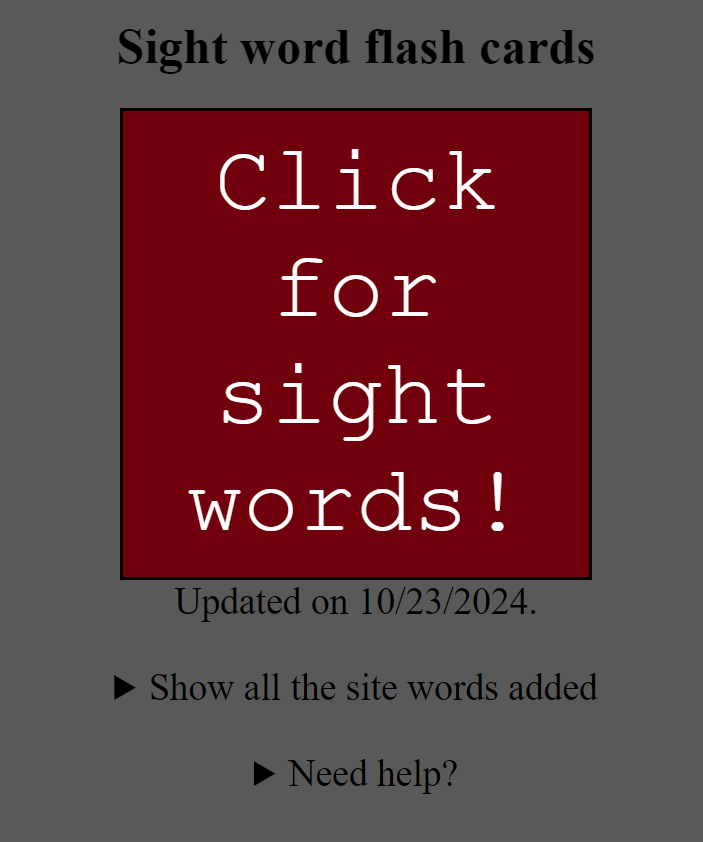 Sight word flash cards
Click
for
sight
words!
Updated on 10/23/2024.
▶ Show all the site words added
▶ Need help?